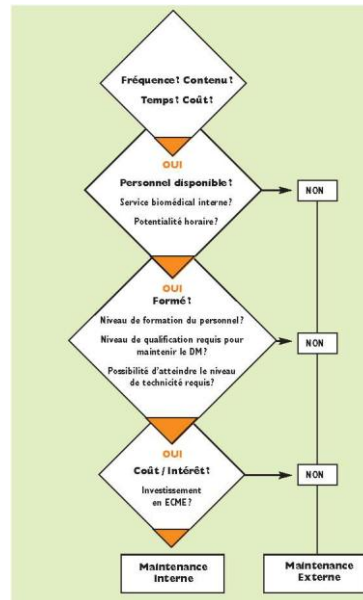 Fréquence? Contenu?
Temps? Coût?
OUI
Personnel disponible?
Service biomédical interne?
Potentialité horaire?
NON
OUI
Formé?
Niveau de formation du personnel?
Niveau de qualification requis pour
maintenir le DM?
Possibilité d'atteindre le niveau
de technicité requis?
NON
OUI
Coût / Intérêt?
Investissement
en ECME?
NON
Maintenance
Interne
Maintenance
Externe